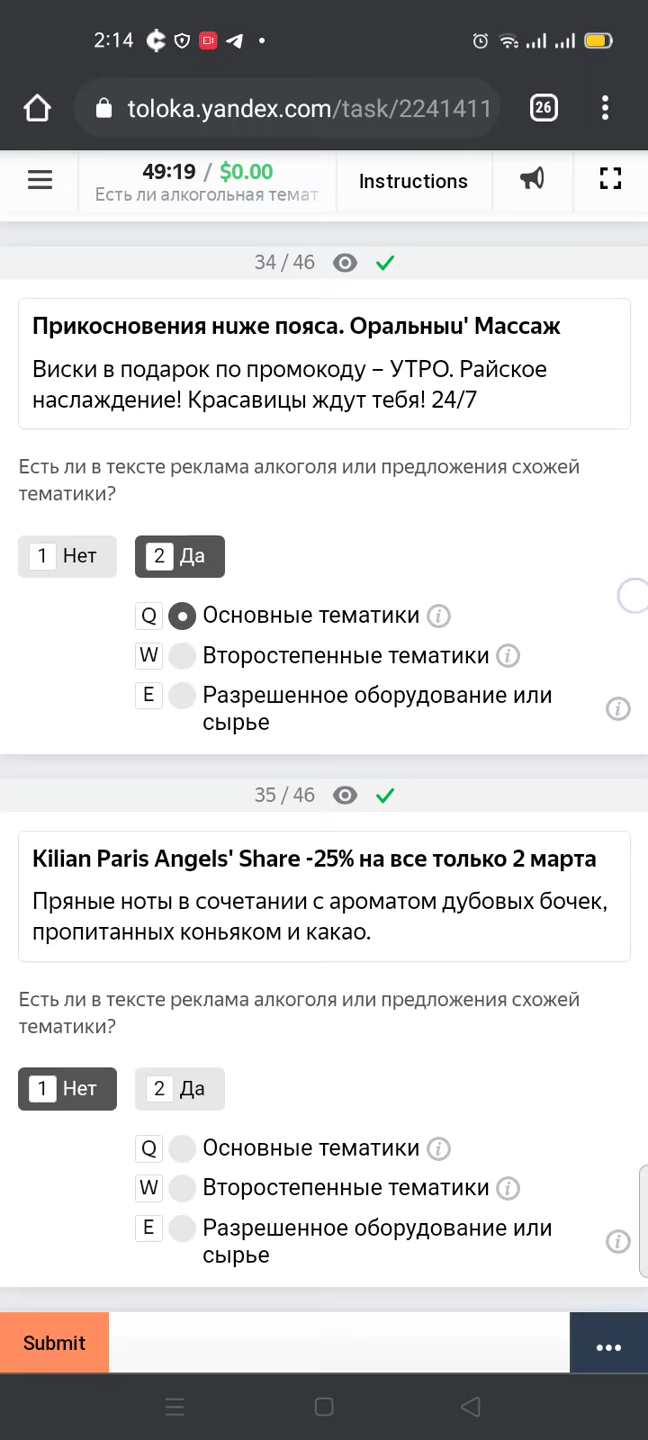 2:14
26
toloka.yandex.com/task/2241411
49:19 / $0.00
Есть ли алкогольная темат
Instructions
34 / 46
Прикосновения нuже пояса. Оральныu' Массаж
Виски в подарок по промокоду – УТРО. Райское
наслаждение! Красавицы ждут тебя! 24/7
Есть ли в тексте реклама алкоголя или предложения схожей
тематики?
1 Нет
2 Да
Q Основные тематики i
W Второстепенные тематики i
E Разрешенное оборудование или
сырье i
35 / 46
Kilian Paris Angels' Share -25% на все только 2 марта
Пряные ноты в сочетании с ароматом дубовых бочек,
пропитанных коньяком и какао.
Есть ли в тексте реклама алкоголя или предложения схожей
тематики?
1 Нет
2 Да
Q Основные тематики i
W Второстепенные тематики i
E Разрешенное оборудование или
сырье i
Submit